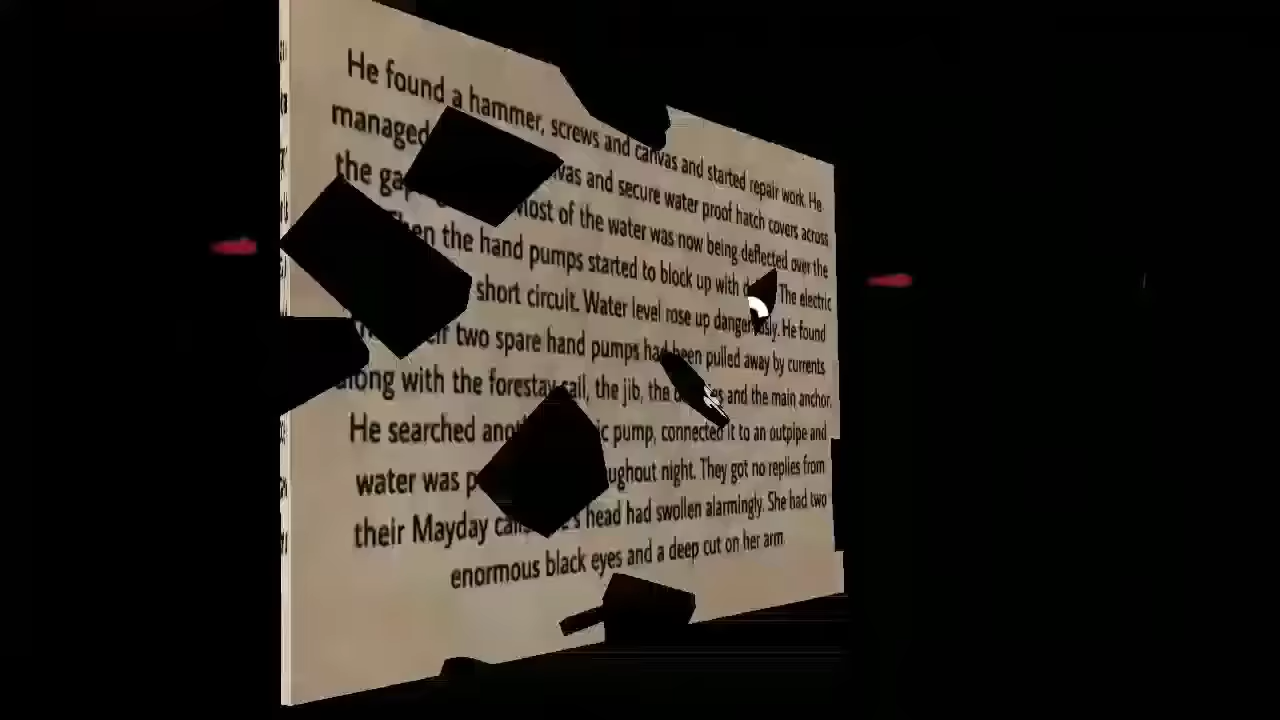 He found a hammer, screws and canvas and started repair work. He
managed and secure water proof hatch covers across
the Most of the water was now being deflected over the
the hand pumps started to block up with The electric
short circuit. Water level rose up dangerously. He found
two spare hand pumps had been pulled away by currents
along with the forestay sail, the jib, the and the main anchor.
He searched pump, connected it to an outpipe and
water was night. They got no replies from
their Mayday head had swollen alarmingly. She had two
enormous black eyes and a deep cut on her arm